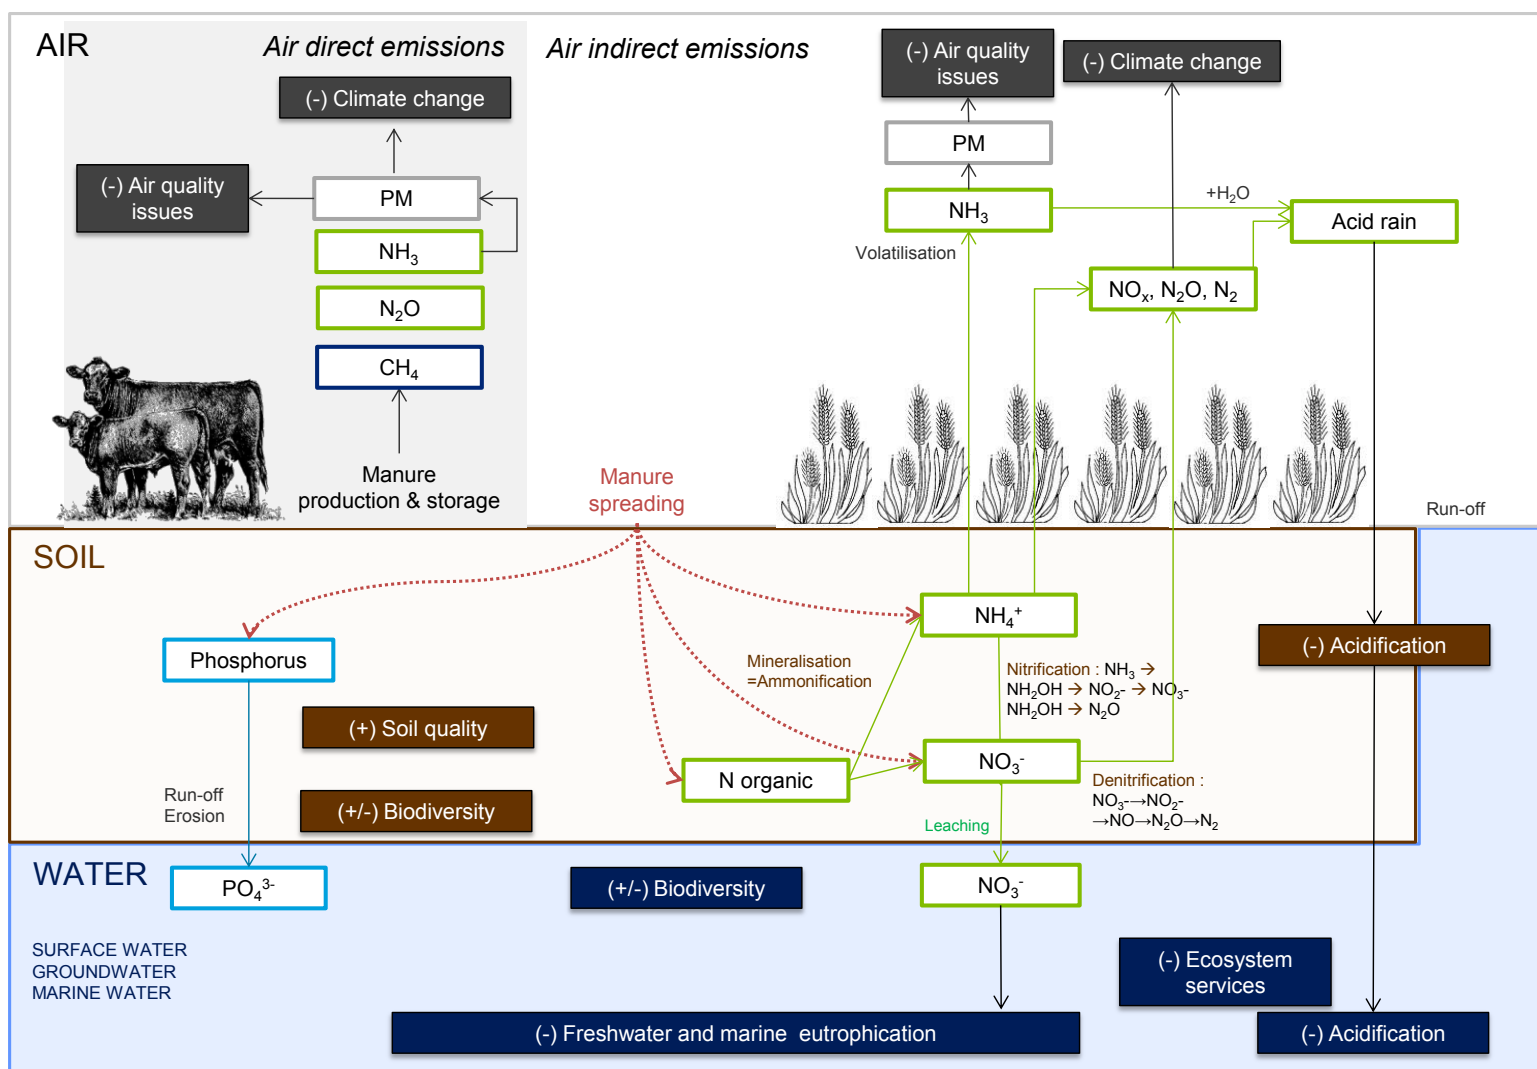 AIR
Air direct emissions
Air indirect emissions
(-) Climate change
(-) Air quality
issues
PM
NH₃
N₂O
CH₄
Manure
production & storage
(-) Air quality
issues
(-) Climate change
PM
NH₃
+H₂O
Acid rain
Volatilisation
NOₓ, N₂O, N₂
Manure
spreading
Run-off
SOIL
NH₄⁺
Phosphorus
(-) Acidification
Mineralisation
=Ammonification
Nitrification : NH₃ →
NH₂OH → NO₂- → NO₃-
NH₂OH → N₂O
(+) Soil quality
N organic
NO₃⁻
Denitrification :
NO₃-→NO₂-
→NO→N₂O→N₂
Run-off
Erosion
(+/-) Biodiversity
Leaching
WATER
PO₄³⁻
(+/-) Biodiversity
NO₃⁻
SURFACE WATER
GROUNDWATER
MARINE WATER
(-) Ecosystem
services
(-) Freshwater and marine eutrophication
(-) Acidification